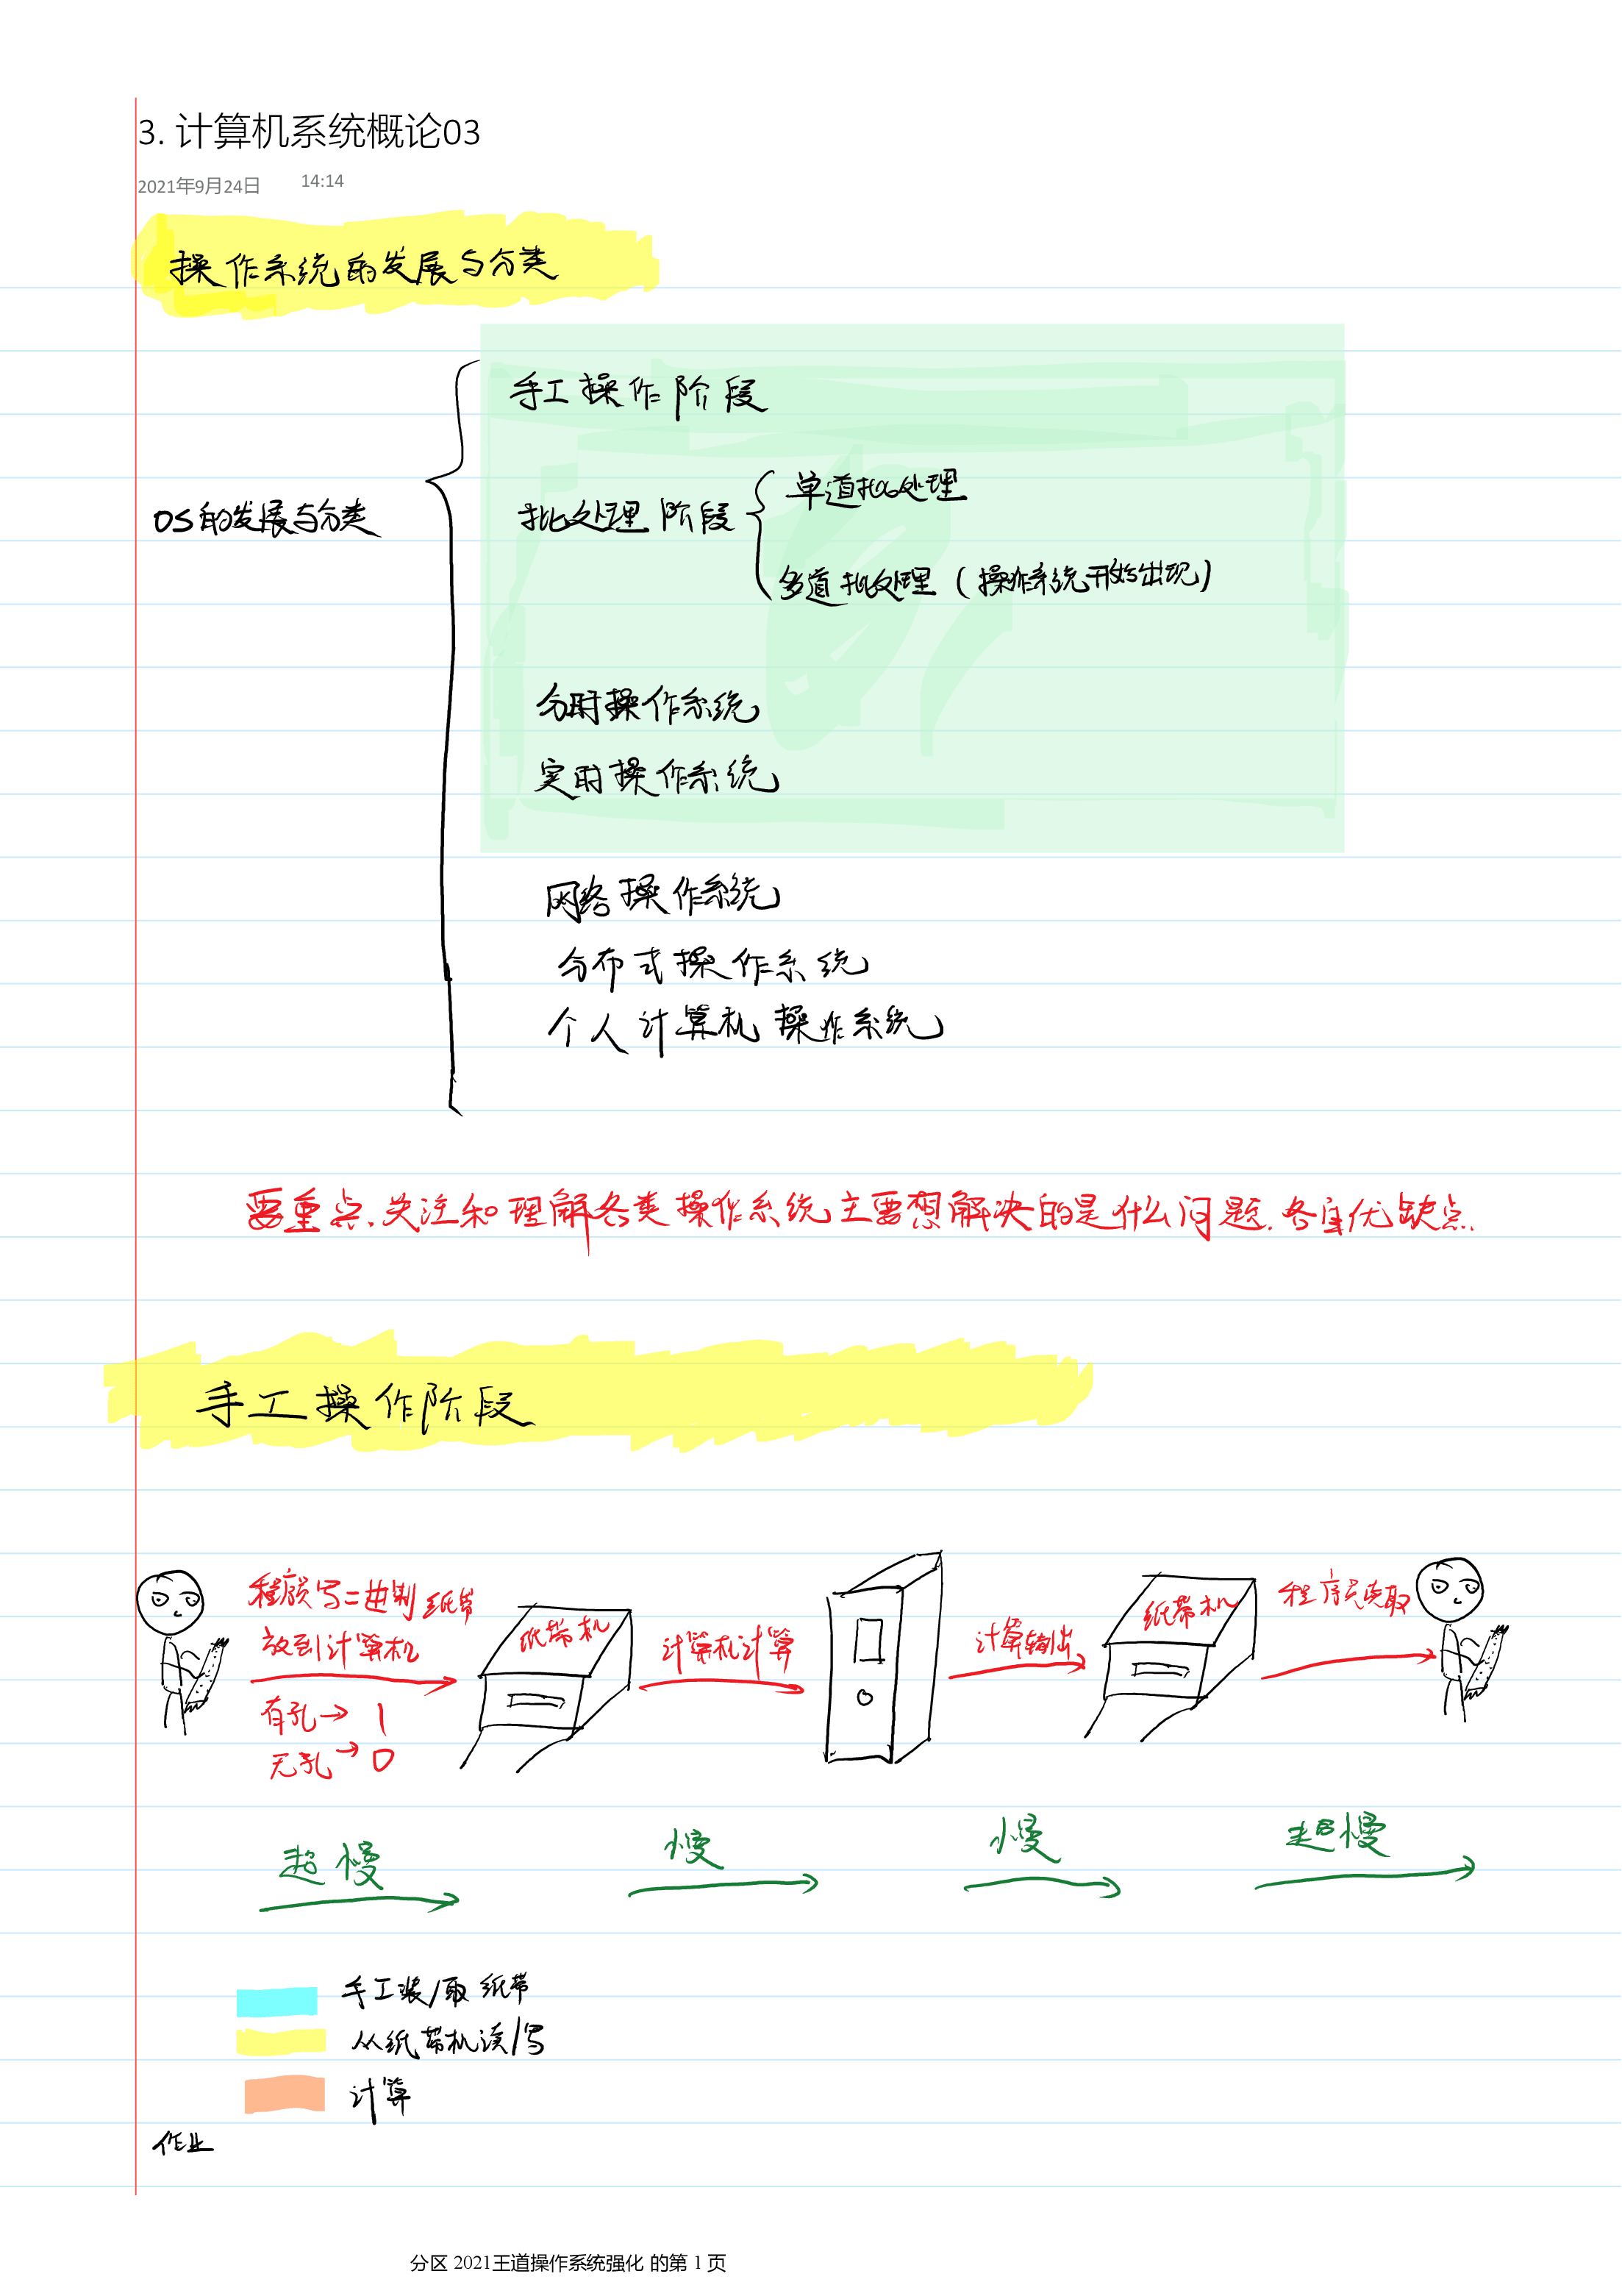 3. 计算机系统概论03
2021年9月24日 14:14
操作系统的发展与分类
手工操作阶段
单道批处理
OS的发展与分类
批处理阶段
多道批处理（操作系统开始出现）
分时操作系统
实时操作系统
网络操作系统
分布式操作系统
个人计算机操作系统
要重点.关注和理解各类操作系统主要想解决的是什么问题.各自优缺点.
手工操作阶段
程序员写二进制纸带
放到计算机
有孔→ 1
无孔→ 0
纸带机
计算机计算
计算输出
纸带机
程序员读取
超慢
慢
慢
超慢
手工装/取纸带
从纸带机读/写
计算
作业
分区 2021王道操作系统强化 的第 1 页